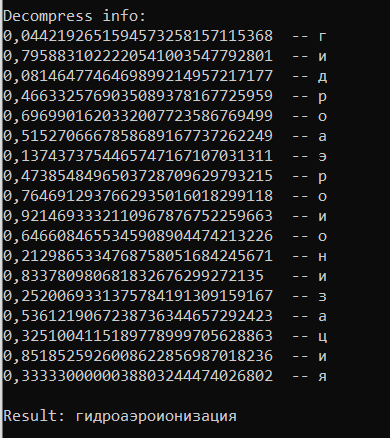 Decompress info:
0,0442192651594573258157115368 -- г
0,7958831022220541003547792801 -- и
0,0814647746469899214957217177 -- д
0,4663325769035089378167725959 -- р
0,6969901620332007723586769499 -- о
0,5152706667858689167737262249 -- а
0,1374373754465747167107031311 -- э
0,4738548496503728709629793215 -- р
0,7646912937662935016018299118 -- о
0,9214693332110967876752259663 -- и
0,6466084655345908904474213226 -- о
0,2129865334768758051684245671 -- н
0,833780980681832676299272135 -- и
0,2520069331375784191309159167 -- з
0,5361219067238736344657292423 -- а
0,3251004115189778999705628863 -- ц
0,8518525926008622856987018236 -- и
0,3333300000038803244474026802 -- я
Result: гидроаэроионизация